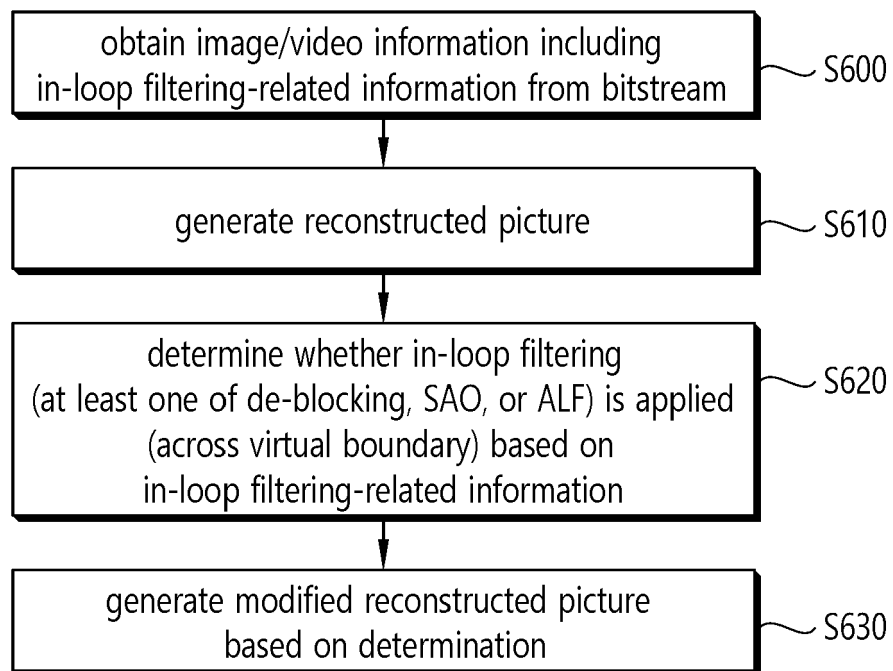 obtain image/video information including
in-loop filtering-related information from bitstream
S600
generate reconstructed picture
S610
determine whether in-loop filtering
(at least one of de-blocking, SAO, or ALF) is applied
(across virtual boundary) based on
in-loop filtering-related information
S620
generate modified reconstructed picture
based on determination
S630